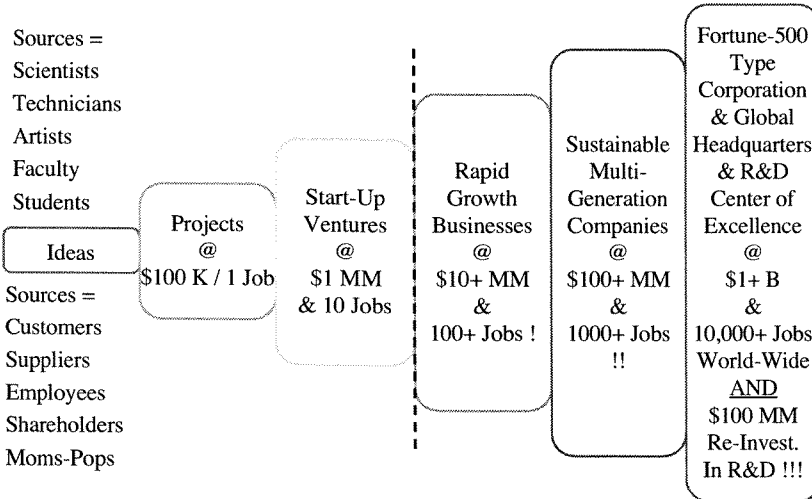 Sources =
Scientists
Technicians
Artists
Faculty
Students
Ideas
Sources =
Customers
Suppliers
Employees
Shareholders
Moms-Pops
Projects
@
$100 K / 1 Job
Start-Up
Ventures
@
$1 MM
& 10 Jobs
Rapid
Growth
Businesses
@
$10+ MM
&
100+ Jobs !
Sustainable
Multi-
Generation
Companies
@
$100+ MM
&
1000+ Jobs
!!
Fortune-500
Type
Corporation
& Global
Headquarters
& R&D
Center of
Excellence
@
$1+ B
&
10,000+ Jobs
World-Wide
AND
$100 MM
Re-Invest.
In R&D !!!